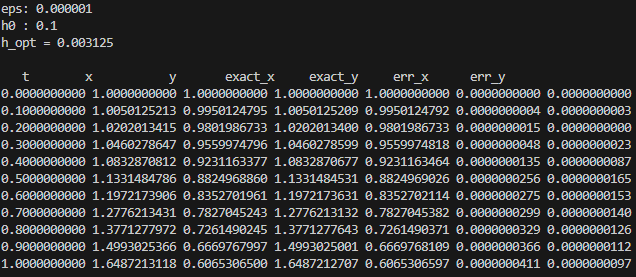 eps: 0.000001
h0 : 0.1
h_opt = 0.003125
t x y exact_x exact_y err_x err_y
0.0000000000 1.0000000000 1.0000000000 1.0000000000 1.0000000000 0.0000000000 0.0000000000
0.1000000000 1.0050125213 0.9950124795 1.0050125209 0.9950124792 0.0000000004 0.0000000003
0.2000000000 1.0202013415 0.9801986733 1.0202013400 0.9801986733 0.0000000015 0.0000000000
0.3000000000 1.0460278647 0.9559974796 1.0460278599 0.9559974818 0.0000000048 0.0000000023
0.4000000000 1.0832870812 0.9231163377 1.0832870677 0.9231163464 0.0000000135 0.0000000087
0.5000000000 1.1331484786 0.8824968860 1.1331484531 0.8824969026 0.0000000256 0.0000000165
0.6000000000 1.1972173906 0.8352701961 1.1972173631 0.8352702114 0.0000000275 0.0000000153
0.7000000000 1.2776213431 0.7827045243 1.2776213132 0.7827045382 0.0000000299 0.0000000140
0.8000000000 1.3771277972 0.7261490245 1.3771277643 0.7261490371 0.0000000329 0.0000000126
0.9000000000 1.4993025366 0.6669767997 1.4993025001 0.6669768109 0.0000000366 0.0000000112
1.0000000000 1.6487213118 0.6065306500 1.6487212707 0.6065306597 0.0000000411 0.0000000097